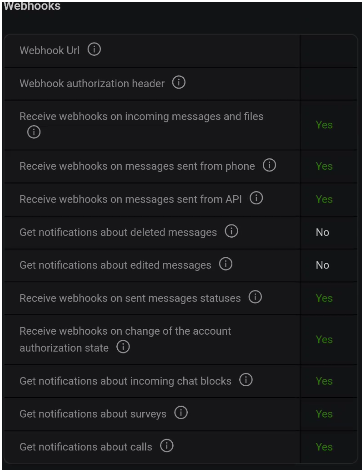 Webhooks
Webhook Url
Webhook authorization header
Receive webhooks on incoming messages and files
Yes
Receive webhooks on messages sent from phone
Yes
Receive webhooks on messages sent from API
Yes
Get notifications about deleted messages
No
Get notifications about edited messages
No
Receive webhooks on sent messages statuses
Yes
Receive webhooks on change of the account
authorization state
Yes
Get notifications about incoming chat blocks
Yes
Get notifications about surveys
Yes
Get notifications about calls
Yes